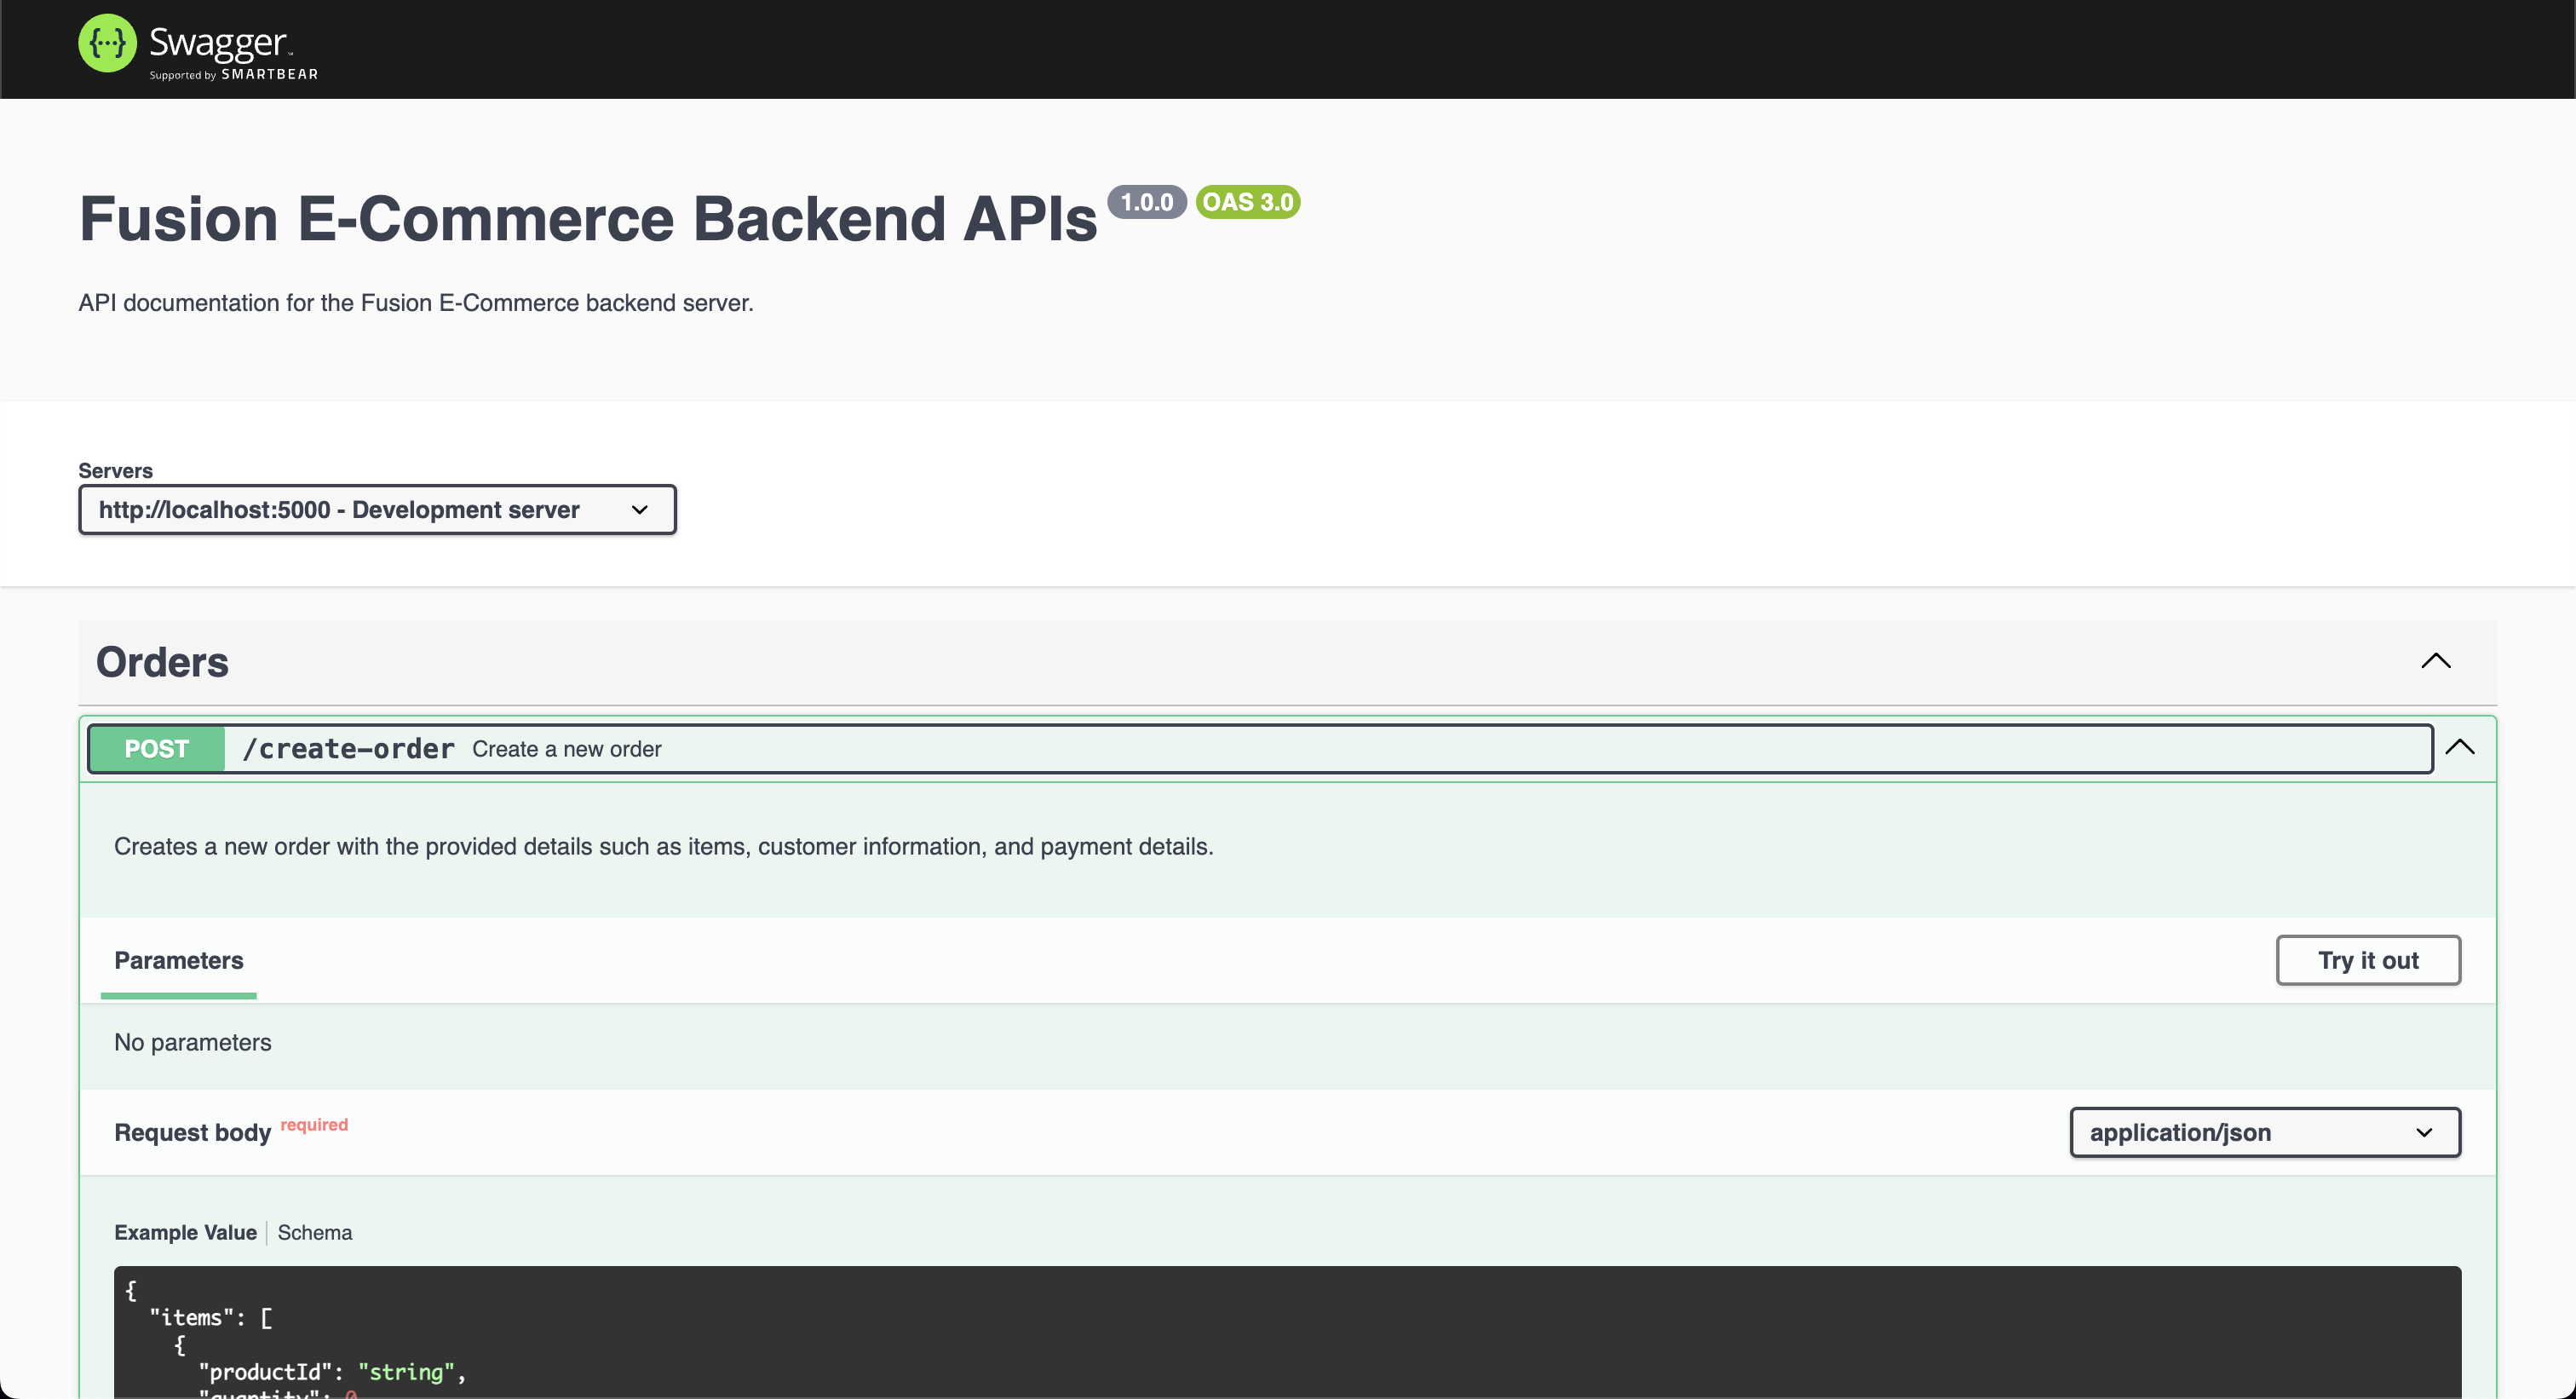 {···} Swagger™
Supported by SMARTBEAR
Fusion E-Commerce Backend APIs 1.0.0 OAS 3.0
API documentation for the Fusion E-Commerce backend server.
Servers
http://localhost:5000 - Development server
Orders
POST /create-order Create a new order
Creates a new order with the provided details such as items, customer information, and payment details.
Parameters
Try it out
No parameters
Request body required
application/json
Example Value Schema
{
"items": [
{
"productId": "string",
"quantity": 0